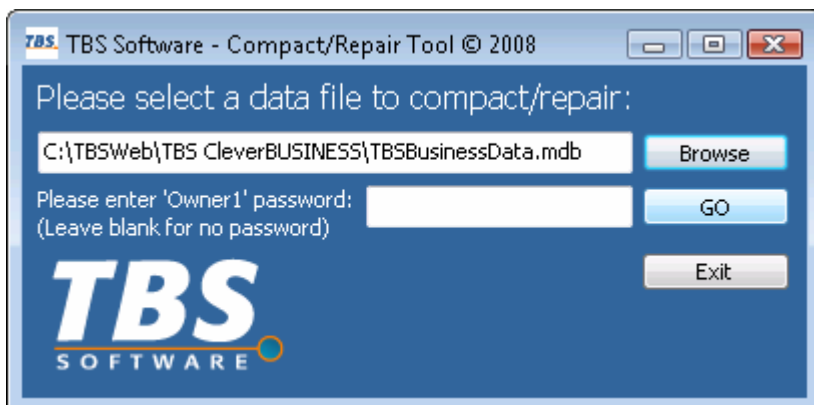 TBS TBS Software - Compact/Repair Tool © 2008
Please select a data file to compact/repair:
C:\TBSWeb\TBS CleverBUSINESS\TBSBusinessData.mdb
Browse
Please enter 'Owner1' password:
(Leave blank for no password)
GO
Exit
TBS
SOFTWARE